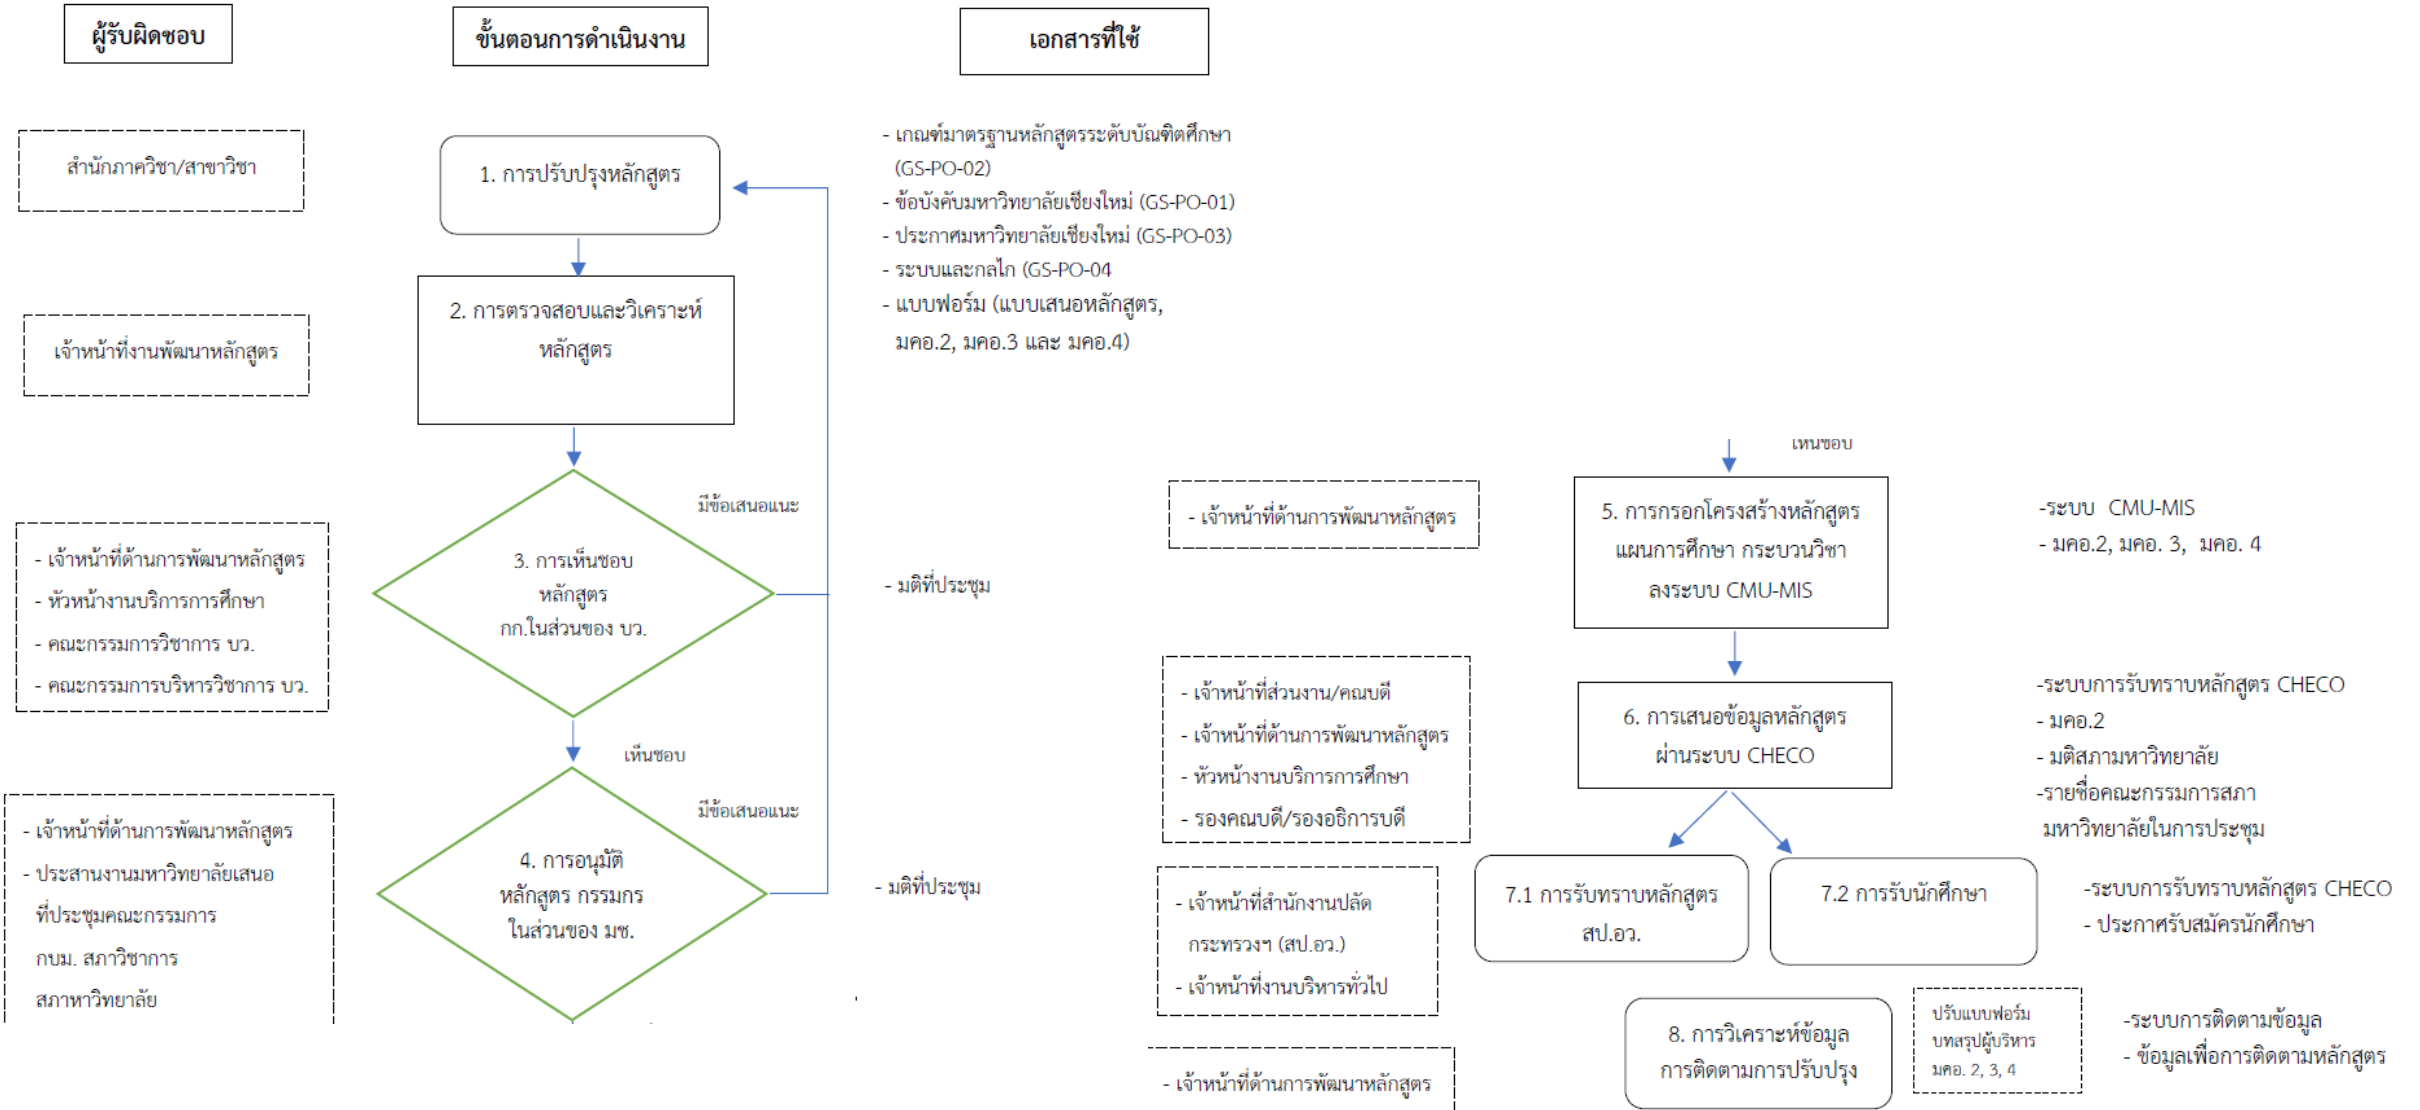 ผู้รับผิดชอบ
ขั้นตอนการดำเนินงาน
เอกสารที่ใช้
สำนักภาควิชา/สาขาวิชา
1. การปรับปรุงหลักสูตร
- เกณฑ์มาตรฐานหลักสูตรระดับบัณฑิตศึกษา
(GS-PO-02)
- ข้อบังคับมหาวิทยาลัยเชียงใหม่ (GS-PO-01)
- ประกาศมหาวิทยาลัยเชียงใหม่ (GS-PO-03)
- ระบบและกลไก (GS-PO-04
- แบบฟอร์ม (แบบเสนอหลักสูตร,
มคอ.2, มคอ.3 และ มคอ.4)
เจ้าหน้าที่งานพัฒนาหลักสูตร
2. การตรวจสอบและวิเคราะห์
หลักสูตร
- เจ้าหน้าที่ด้านการพัฒนาหลักสูตร
- หัวหน้างานบริการการศึกษา
- คณะกรรมการวิชาการ บว.
- คณะกรรมการบริหารวิชาการ บว.
มีข้อเสนอแนะ
3. การเห็นชอบ
หลักสูตร
กก.ในส่วนของ บว.
- มติที่ประชุม
เห็นชอบ
มีข้อเสนอแนะ
- เจ้าหน้าที่ด้านการพัฒนาหลักสูตร
- ประสานงานมหาวิทยาลัยเสนอ
ที่ประชุมคณะกรรมการ
กบม. สภาวิชาการ
สภาหาวิทยาลัย
4. การอนุมัติ
หลักสูตร กรรมกร
ในส่วนของ มช.
- มติที่ประชุม
เห็นชอบ
- เจ้าหน้าที่ด้านการพัฒนาหลักสูตร
5. การกรอกโครงสร้างหลักสูตร
แผนการศึกษา กระบวนวิชา
ลงระบบ CMU-MIS
-ระบบ CMU-MIS
- มคอ.2, มคอ. 3, มคอ. 4
- เจ้าหน้าที่ส่วนงาน/คณบดี
- เจ้าหน้าที่ด้านการพัฒนาหลักสูตร
- หัวหน้างานบริการการศึกษา
- รองคณบดี/รองอธิการบดี
6. การเสนอข้อมูลหลักสูตร
ผ่านระบบ CHECO
-ระบบการรับทราบหลักสูตร CHECO
- มคอ.2
- มติสภามหาวิทยาลัย
-รายชื่อคณะกรรมการสภา
มหาวิทยาลัยในการประชุม
- เจ้าหน้าที่สำนักงานปลัด
กระทรวงฯ (สป.อว.)
- เจ้าหน้าที่งานบริหารทั่วไป
7.1 การรับทราบหลักสูตร
สป.อว.
7.2 การรับนักศึกษา
-ระบบการรับทราบหลักสูตร CHECO
- ประกาศรับสมัครนักศึกษา
- เจ้าหน้าที่ด้านการพัฒนาหลักสูตร
8. การวิเคราะห์ข้อมูล
การติดตามการปรับปรุง
ปรับแบบฟอร์ม
บทสรุปผู้บริหาร
มคอ. 2, 3, 4
-ระบบการติดตามข้อมูล
- ข้อมูลเพื่อการติดตามหลักสูตร